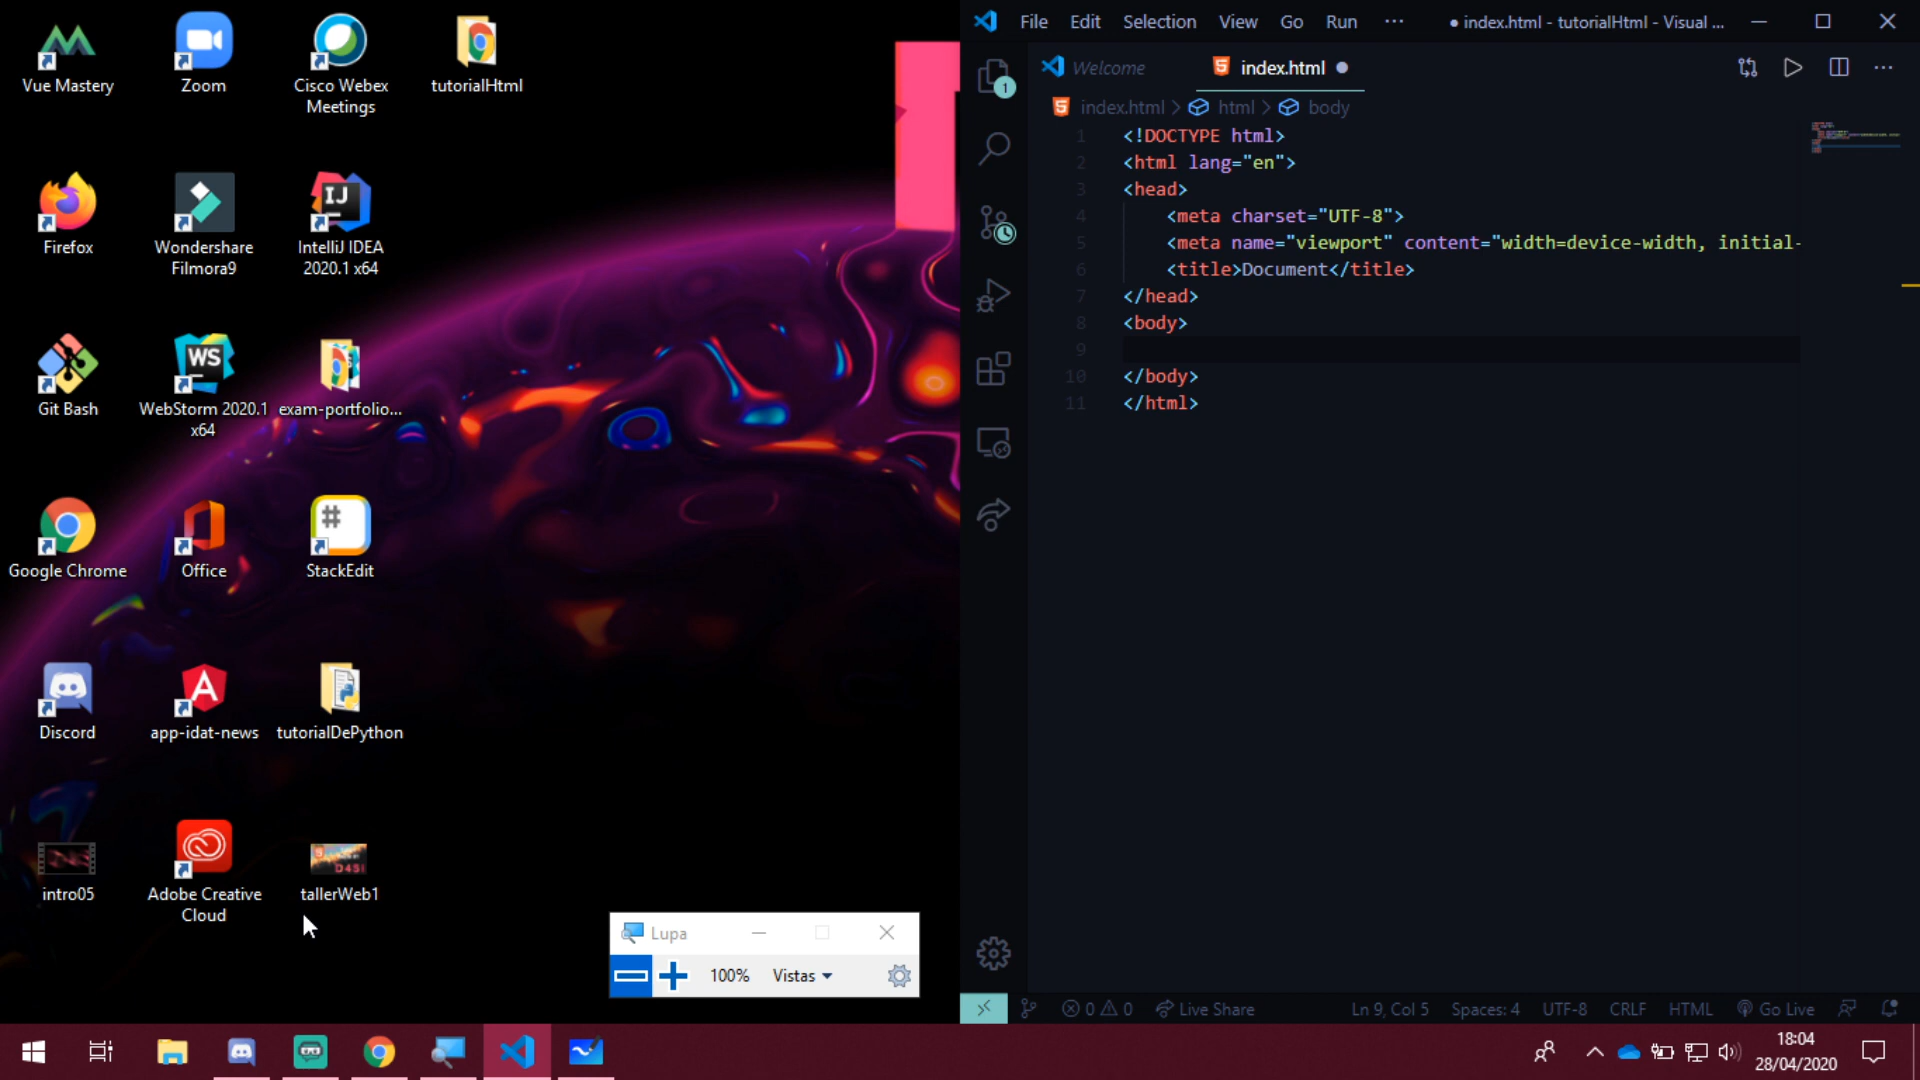 Vue Mastery
Zoom
Cisco Webex
Meetings
tutorialHtml
Firefox
Wondershare
Filmora9
IJ
IntelliJ IDEA
2020.1 x64
Git Bash
WS
WebStorm 2020.1
x64
exam-portfolio...
Google Chrome
Office
#
StackEdit
Discord
app-idat-news
tutorialDePython
intro05
Adobe Creative
Cloud
tallerWeb1
Lupa
100% Vistas
File Edit Selection View Go Run ··· ● index.html - tutorialHtml - Visual ...
1
Welcome
index.html ●
index.html > html > body
1 <!DOCTYPE html>
2 <html lang="en">
3 <head>
4 <meta charset="UTF-8">
5 <meta name="viewport" content="width=device-width, initial-
6 <title>Document</title>
7 </head>
8 <body>
9
10 </body>
11 </html>
0 0 Live Share Ln 9, Col 5 Spaces: 4 UTF-8 CRLF HTML Go Live
18:04
28/04/2020